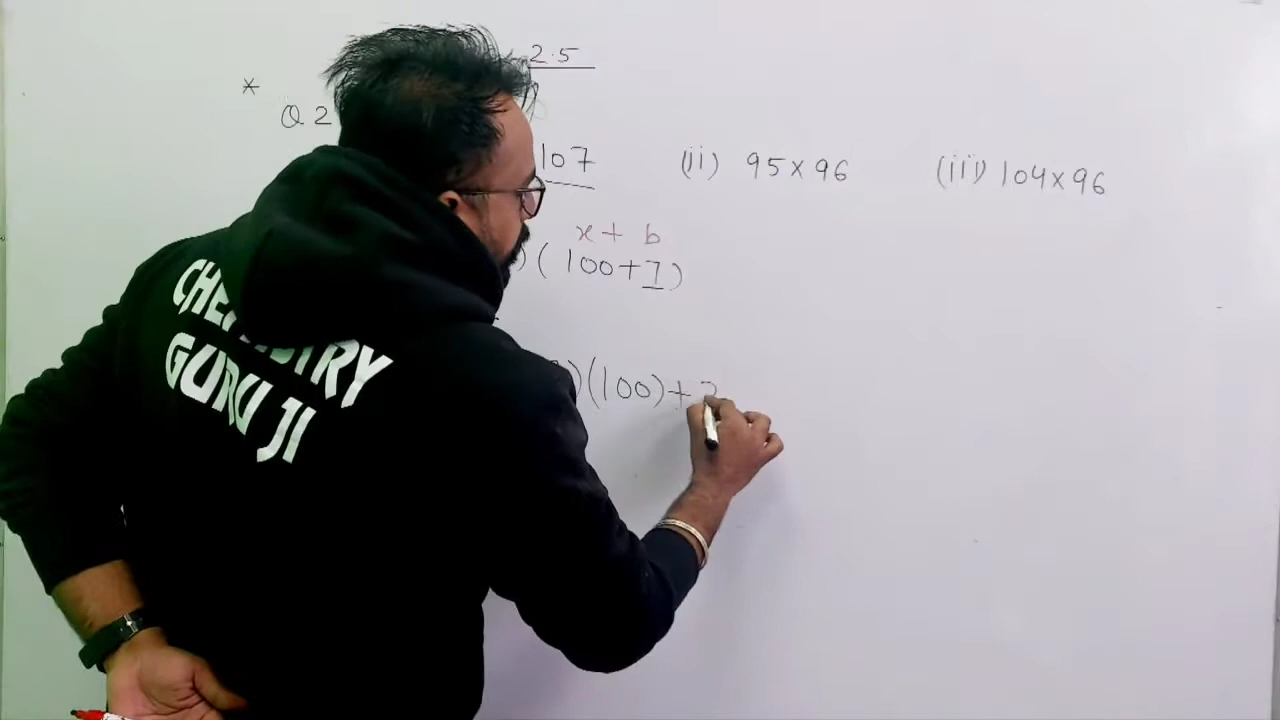 2.5
*
Q 2
107 (ii) 95×96 (iii) 104×96
x + b
)(100+7)
)(100)+
CHEMISTRY
GURU JI